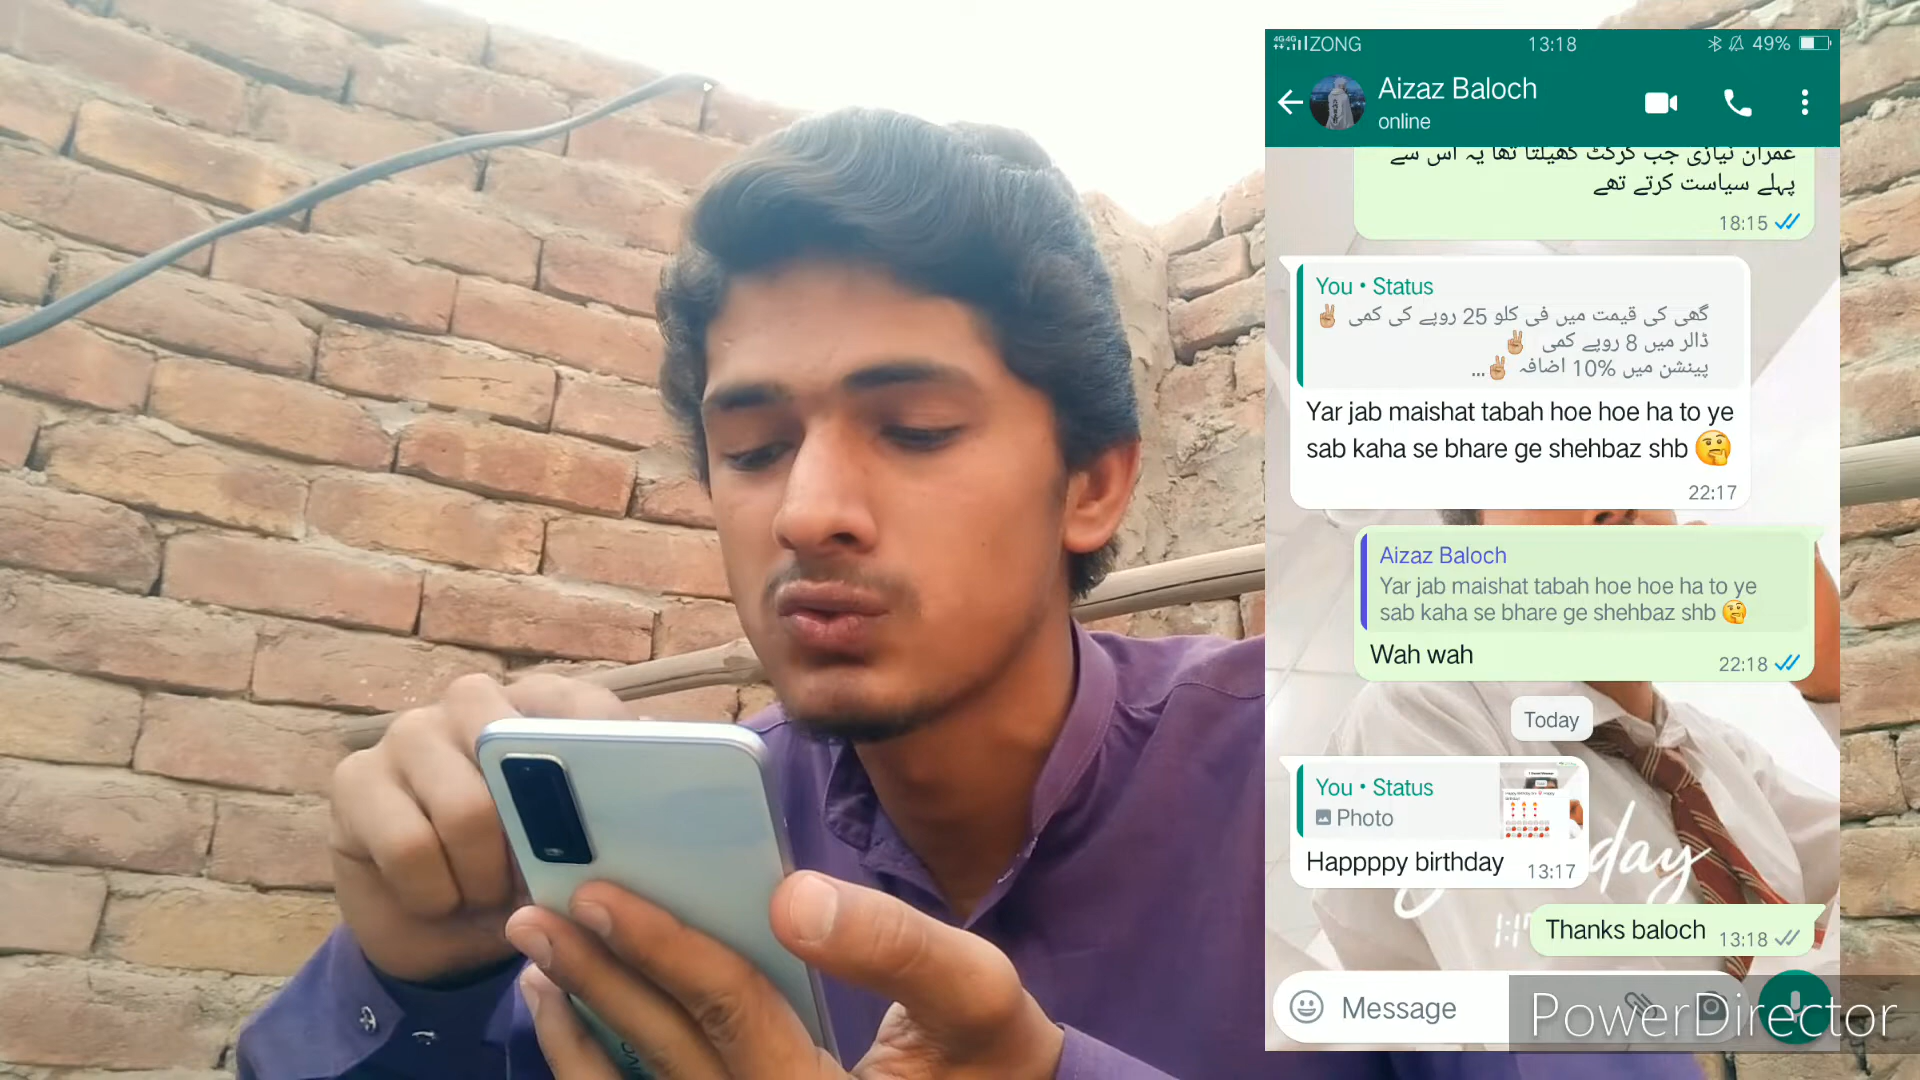 4G4G ZONG 13:18 49%
Aizaz Baloch
online
عمران نیازی جب کرکٹ کھیلتا تھا یہ اس سے
پہلے سیاست کرتے تھے
18:15
You • Status
گھی کی قیمت میں فی کلو 25 روپے کی کمی ✌🏼
ڈالر میں 8 روپے کمی ✌🏼
پینشن میں 10% اضافہ ✌🏼...
Yar jab maishat tabah hoe hoe ha to ye
sab kaha se bhare ge shehbaz shb 🤔
22:17
Aizaz Baloch
Yar jab maishat tabah hoe hoe ha to ye
sab kaha se bhare ge shehbaz shb 🤔
Wah wah
22:18
Today
You • Status
Photo
Happppy birthday 13:17
day
Thanks baloch 13:18
Message
PowerDirector
vivo